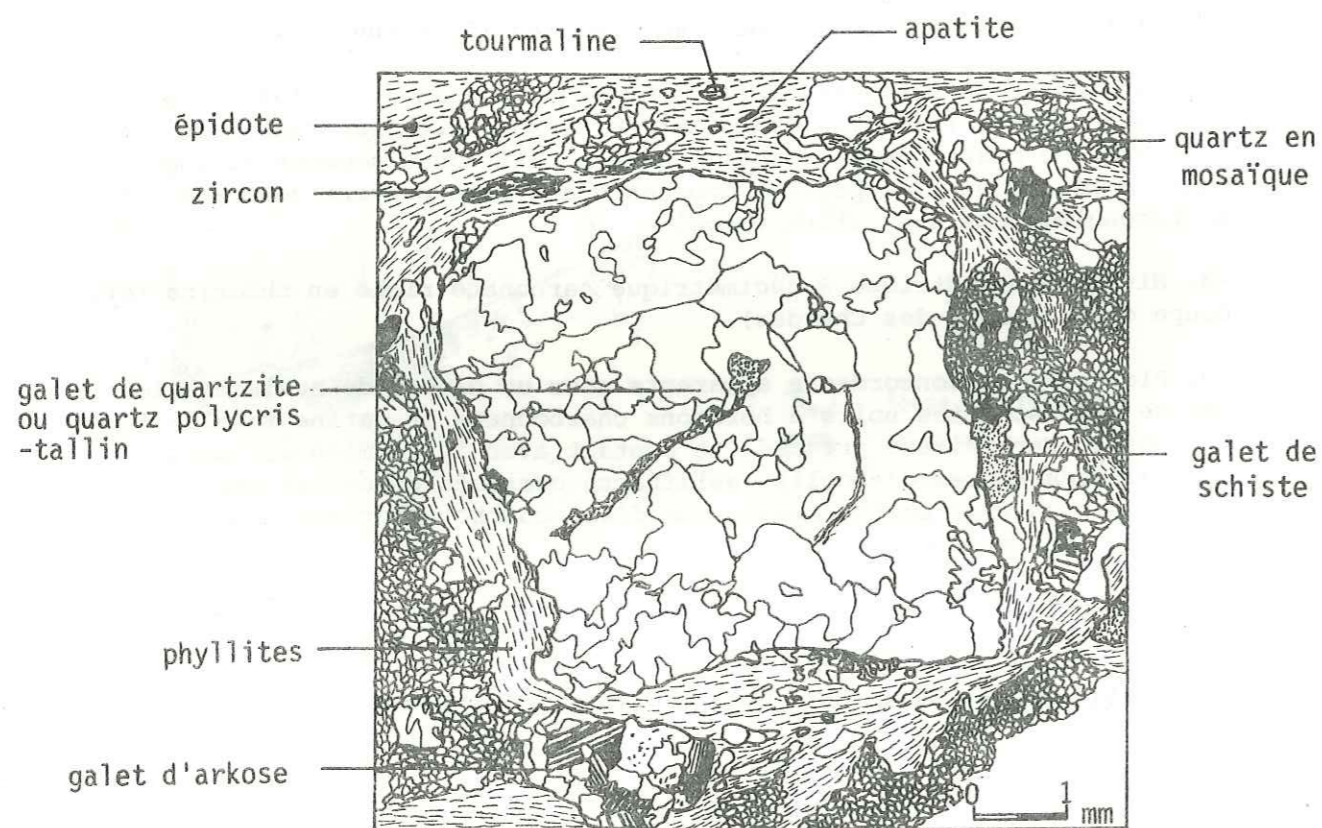 tourmaline
apatite
épidote
zircon
quartz en
mosaïque
galet de quartzite
ou quartz polycris
-tallin
galet de
schiste
phyllites
galet d'arkose
0 1
mm